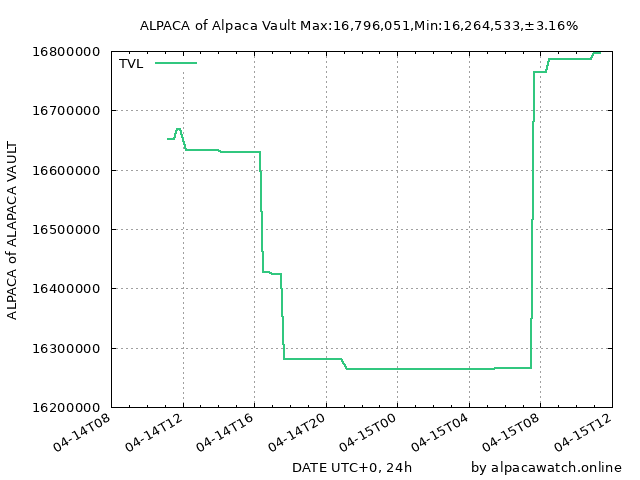 ALPACA of Alpaca Vault Max:16,796,051,Min:16,264,533,±3.16%
TVL
16800000
16700000
16600000
16500000
16400000
16300000
16200000
ALPACA of ALAPACA VAULT
04-14T08
04-14T12
04-14T16
04-14T20
04-15T00
04-15T04
04-15T08
04-15T12
DATE UTC+0, 24h
by alpacawatch.online